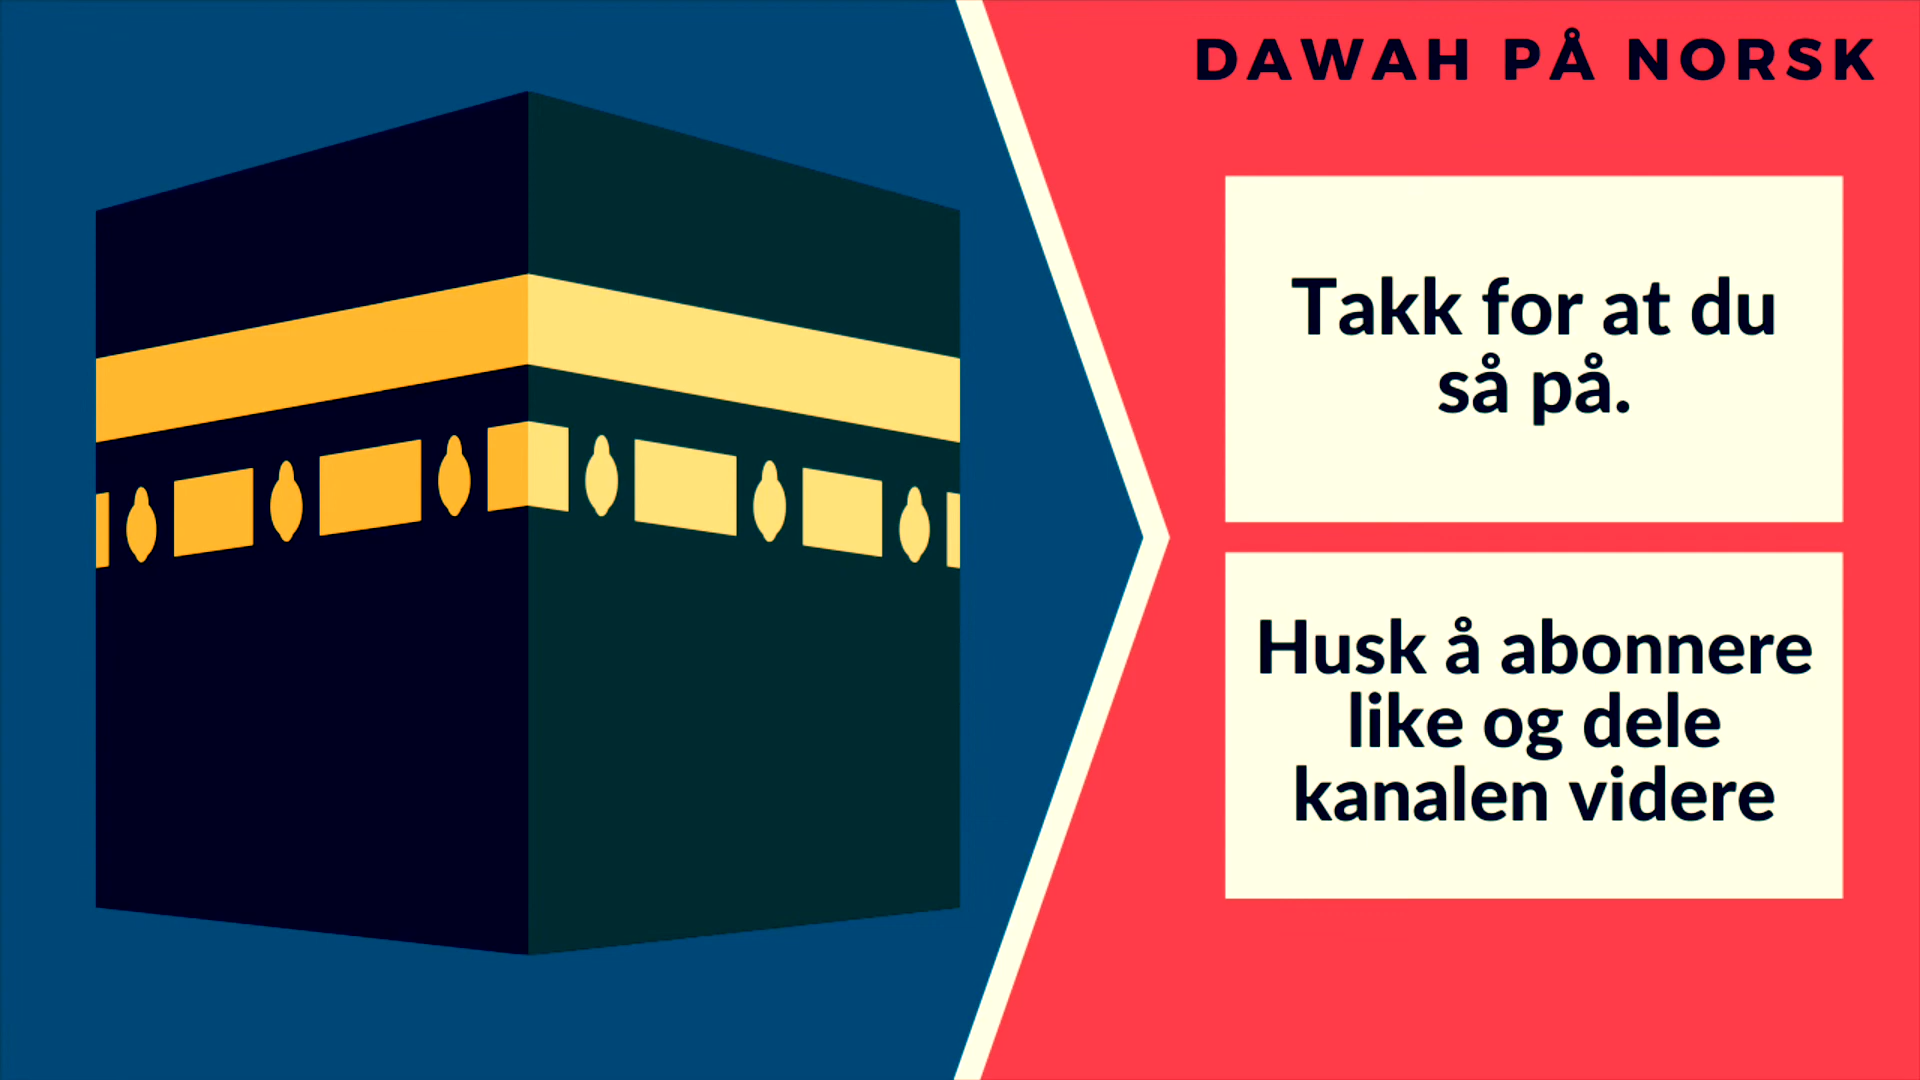 DAWAH PÅ NORSK
Takk for at du
så på.
Husk å abonnere
like og dele
kanalen videre